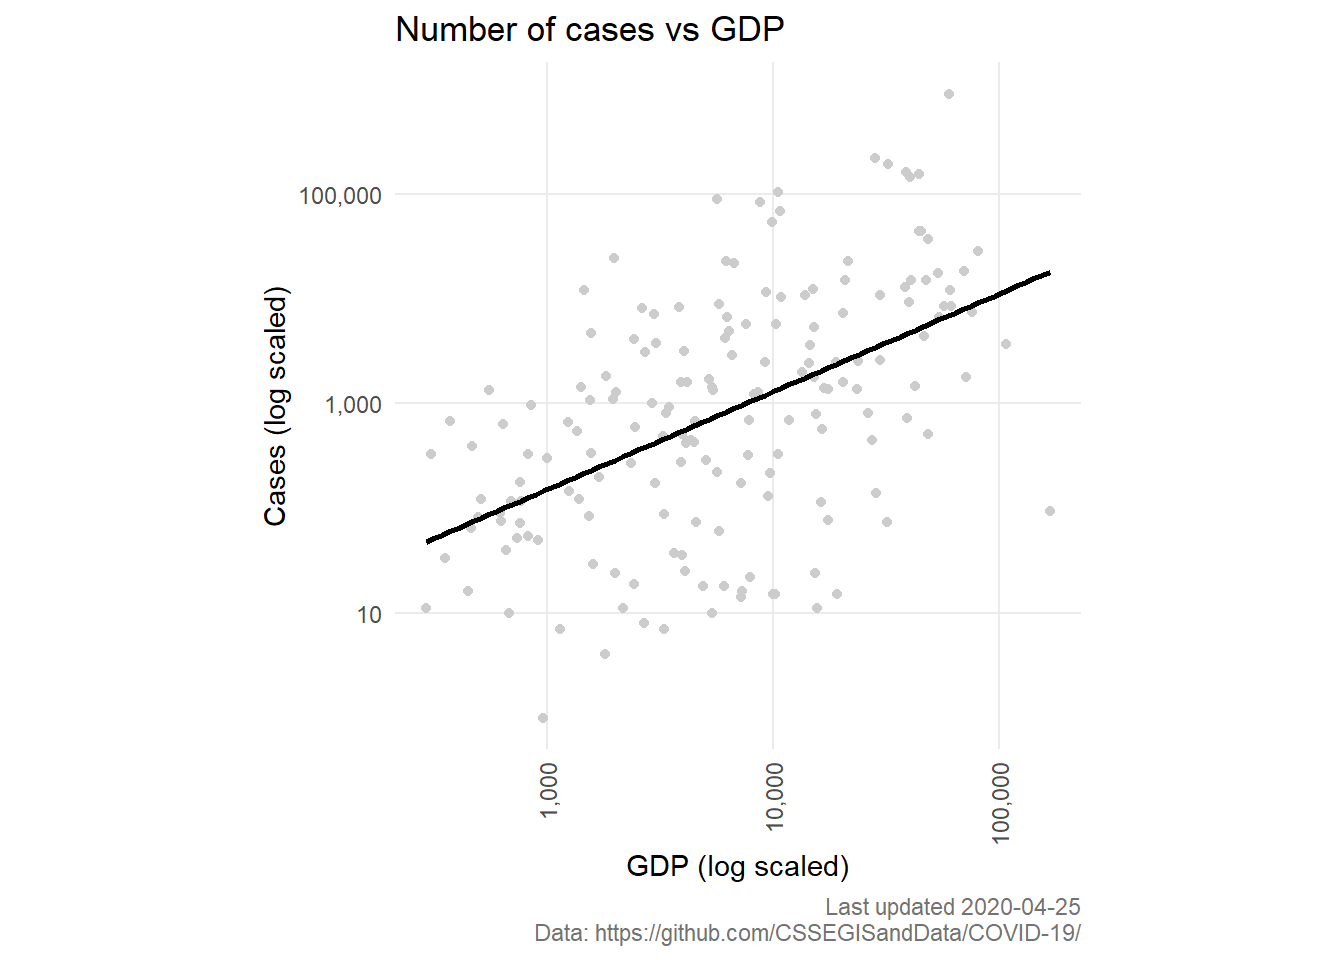 Number of cases vs GDP
100,000
1,000
10
Cases (log scaled)
1,000
10,000
100,000
GDP (log scaled)
Last updated 2020-04-25
Data: https://github.com/CSSEGISandData/COVID-19/